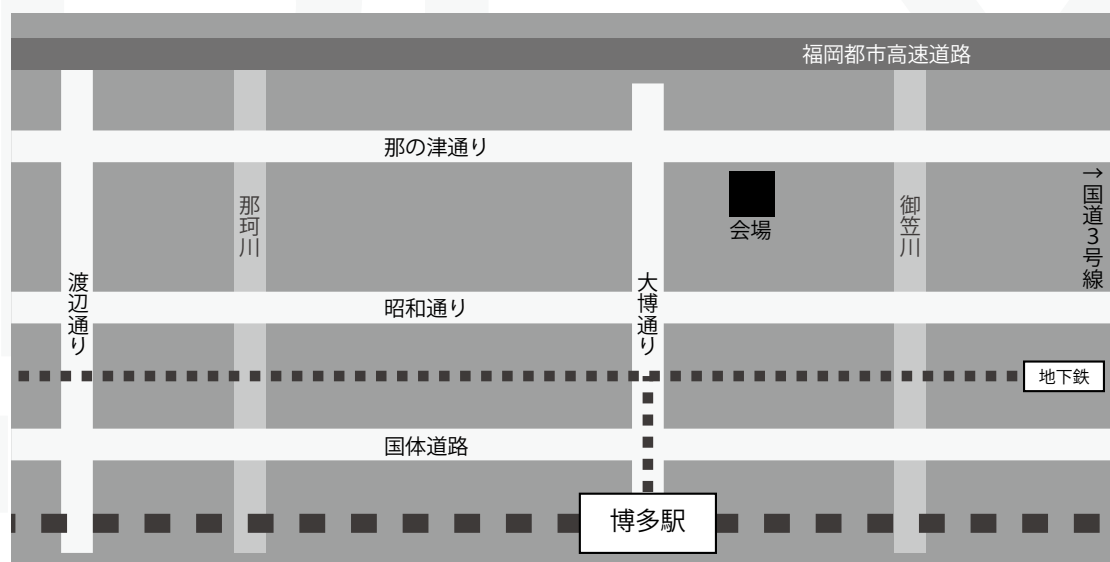 福岡都市高速道路
那の津通り
那珂川
会場
御笠川
→国道3号線
渡辺通り
昭和通り
大博通り
地下鉄
国体道路
博多駅